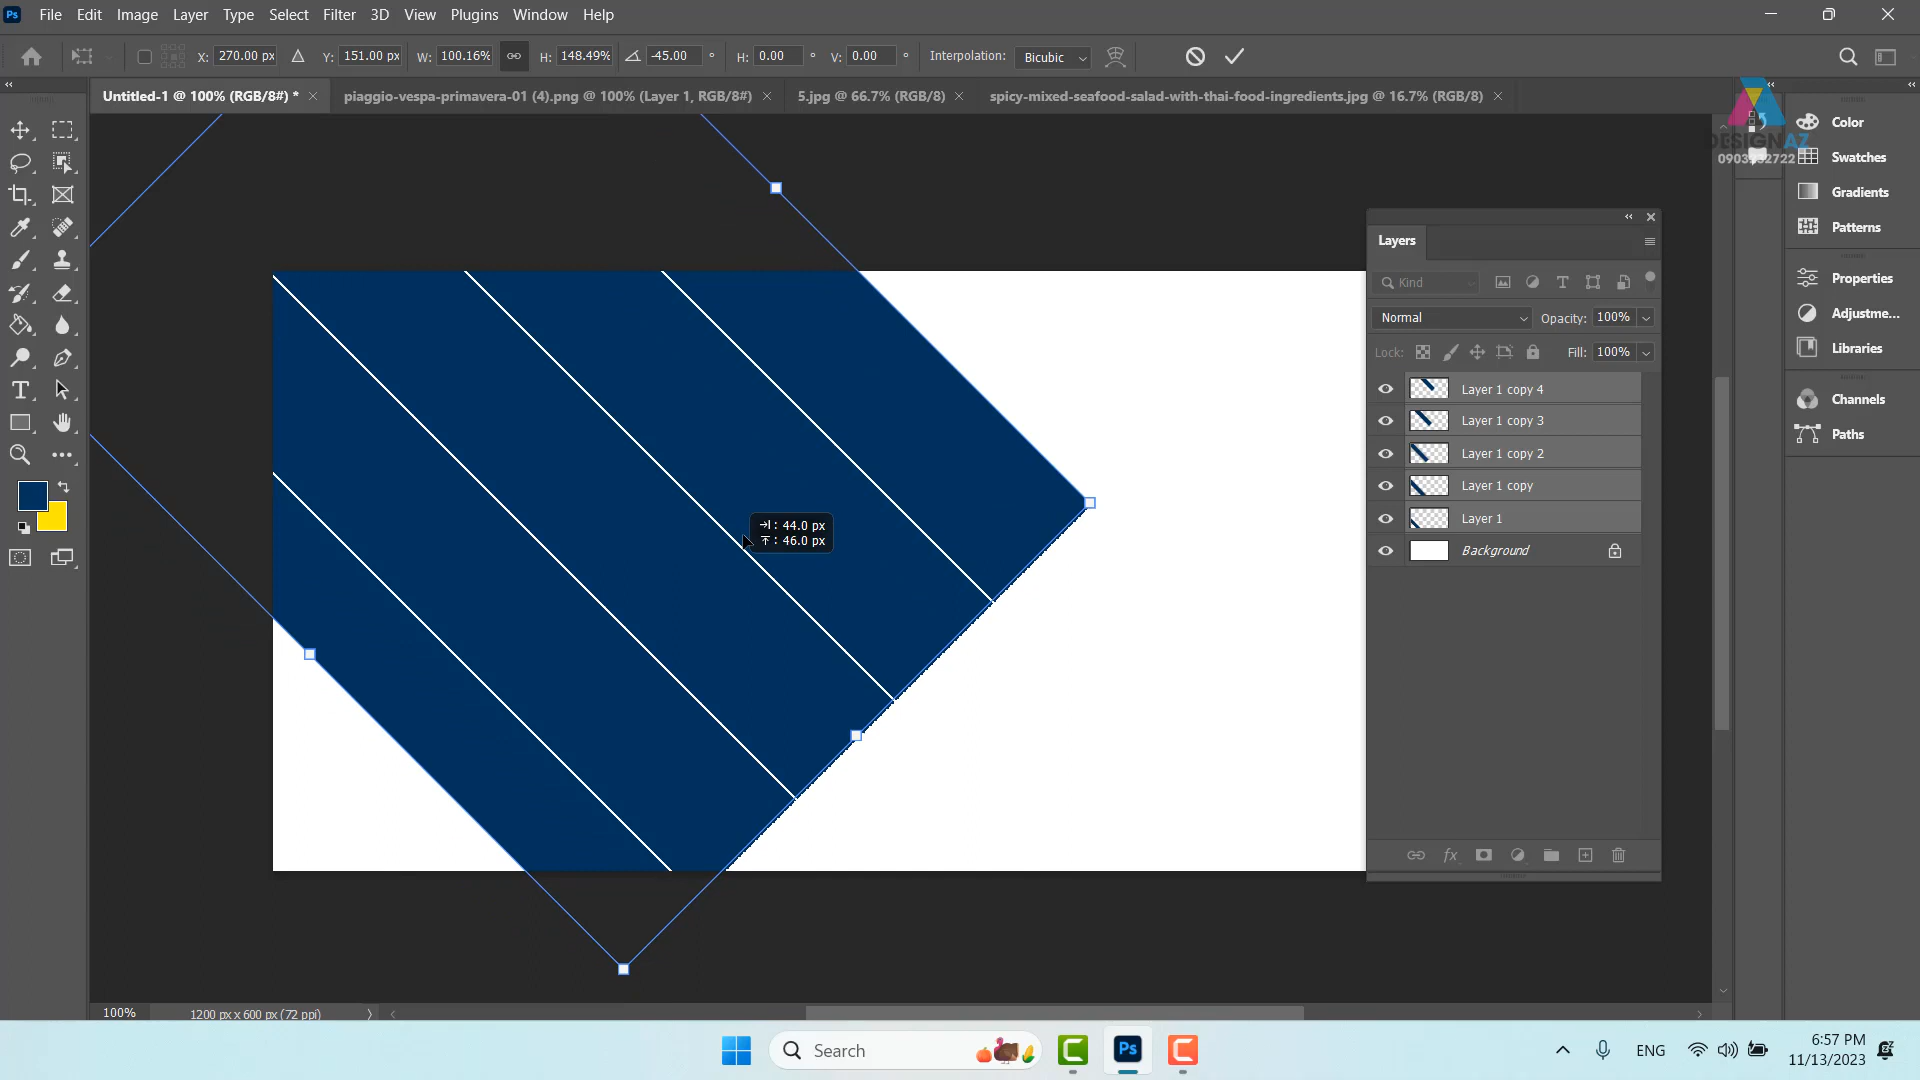 Ps File Edit Image Layer Type Select Filter 3D View Plugins Window Help
X: 270.00 px Y: 151.00 px W: 100.16% H: 148.49% -45.00 ° H: 0.00 ° V: 0.00 ° Interpolation: Bicubic
Untitled-1 @ 100% (RGB/8#) * piaggio-vespa-primavera-01 (4).png @ 100% (Layer 1, RGB/8#) 5.jpg @ 66.7% (RGB/8) spicy-mixed-seafood-salad-with-thai-food-ingredients.jpg @ 16.7% (RGB/8)
DESIGN AZ
Color
Swatches
Gradients
Patterns
Properties
Adjustme...
Libraries
Channels
Paths
Layers
Kind
Normal Opacity: 100%
Lock: Fill: 100%
Layer 1 copy 4
Layer 1 copy 3
Layer 1 copy 2
Layer 1 copy
Layer 1
Background
: 44.0 px
: 46.0 px
100% 1200 px x 600 px (72 ppi)
Search Ps ENG 6:57 PM
11/13/2023